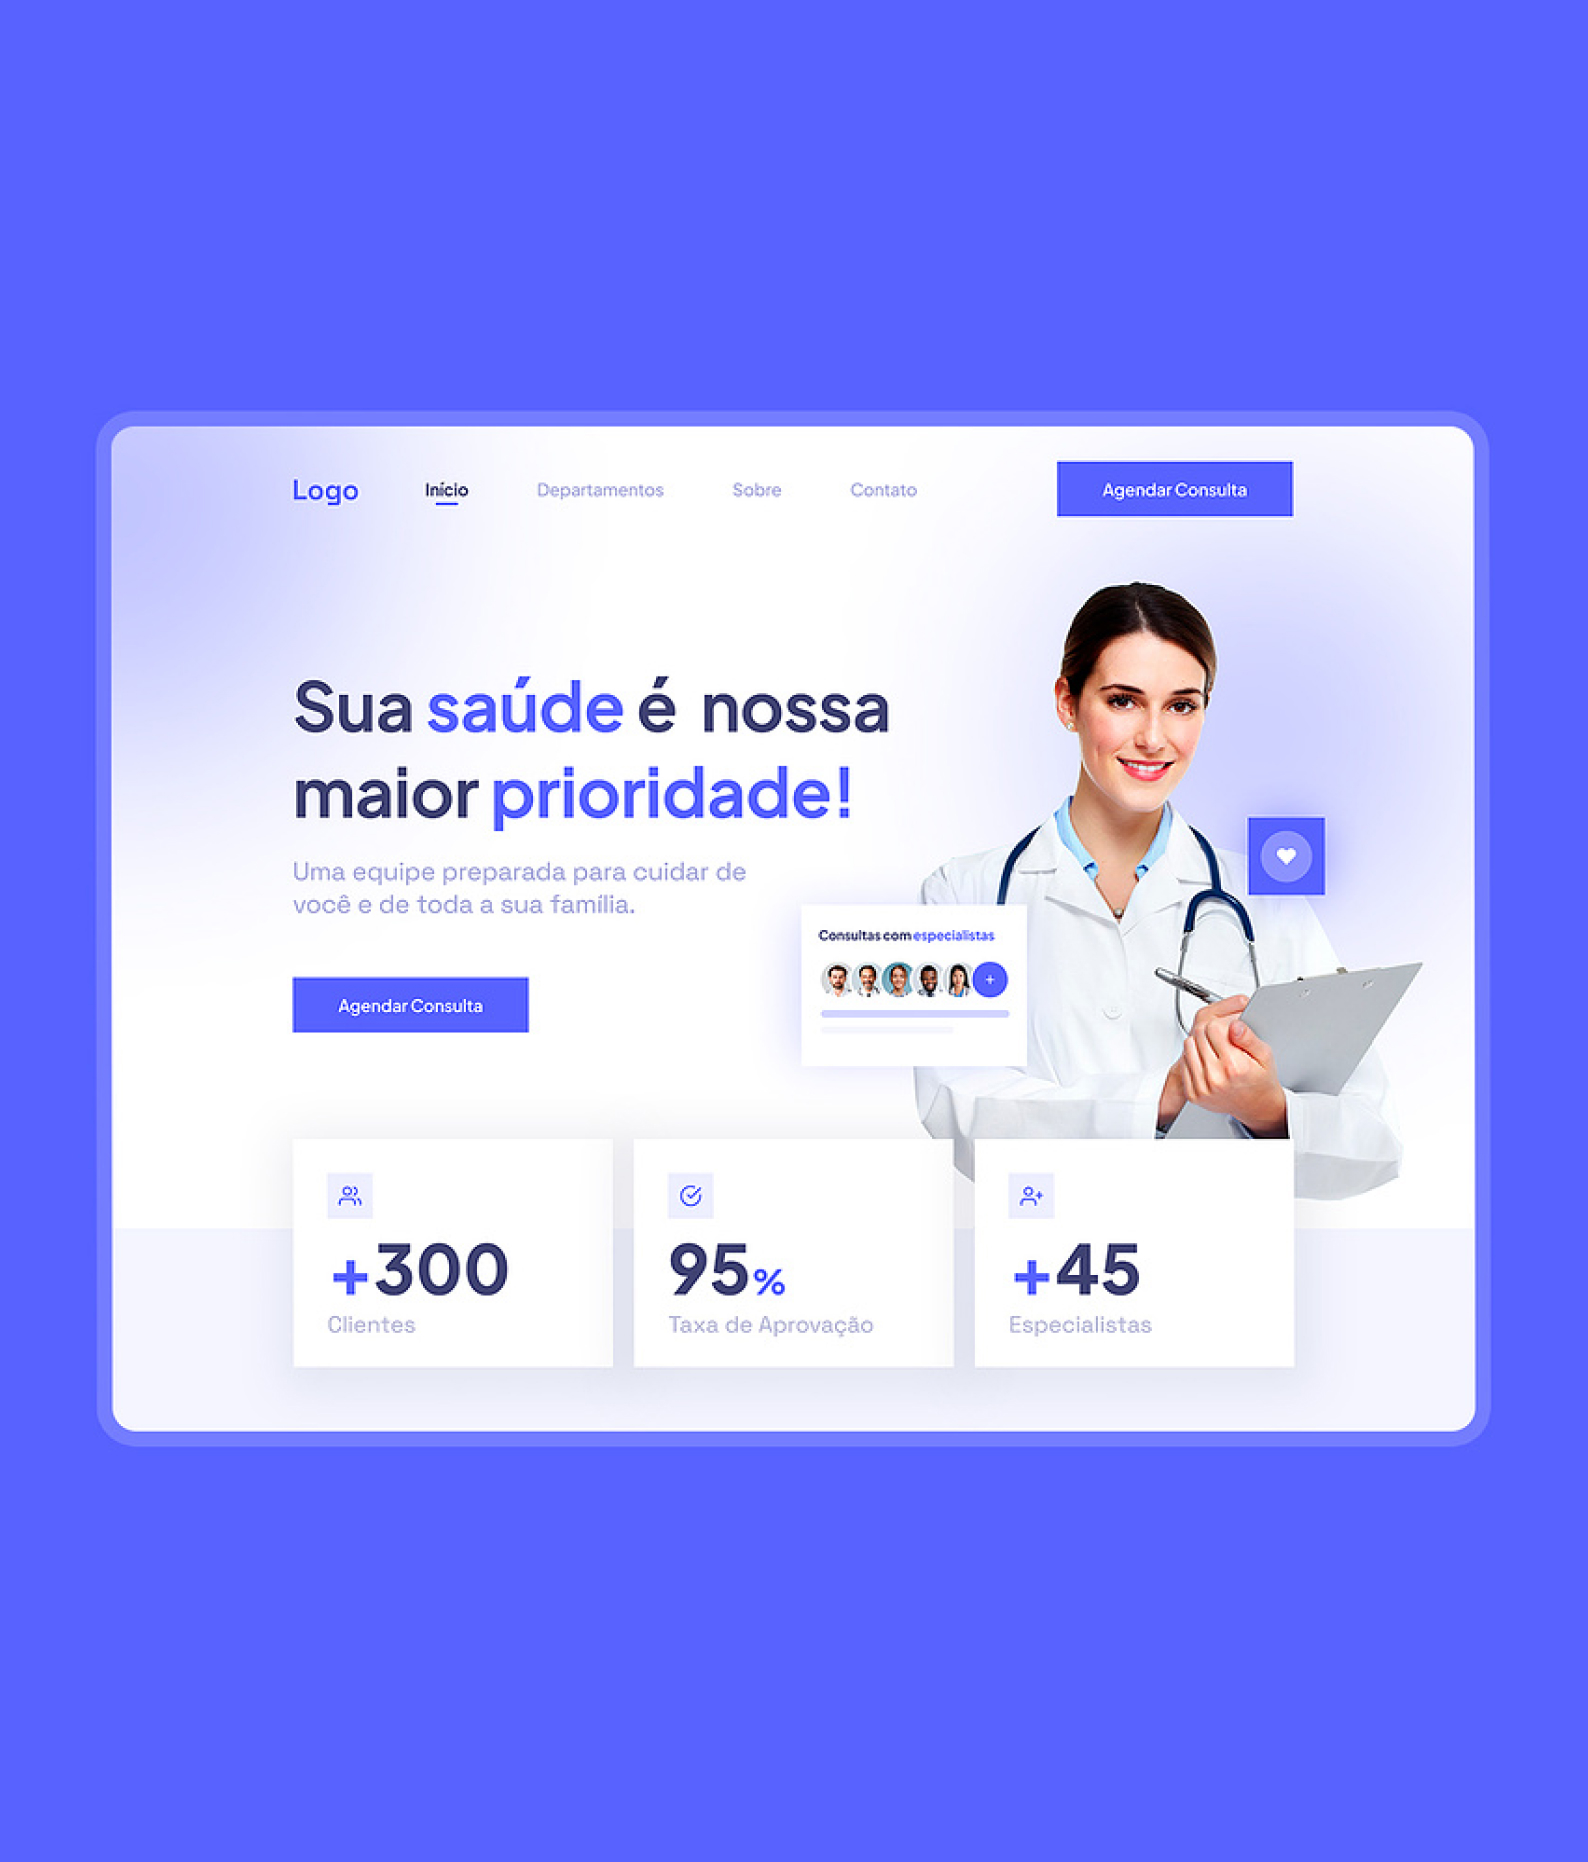 Logo
Início
Departamentos
Sobre
Contato
Agendar Consulta
Sua saúde é nossa
maior prioridade!
Uma equipe preparada para cuidar de
você e de toda a sua família.
Agendar Consulta
Consultas com especialistas
+
+300
Clientes
95%
Taxa de Aprovação
+45
Especialistas